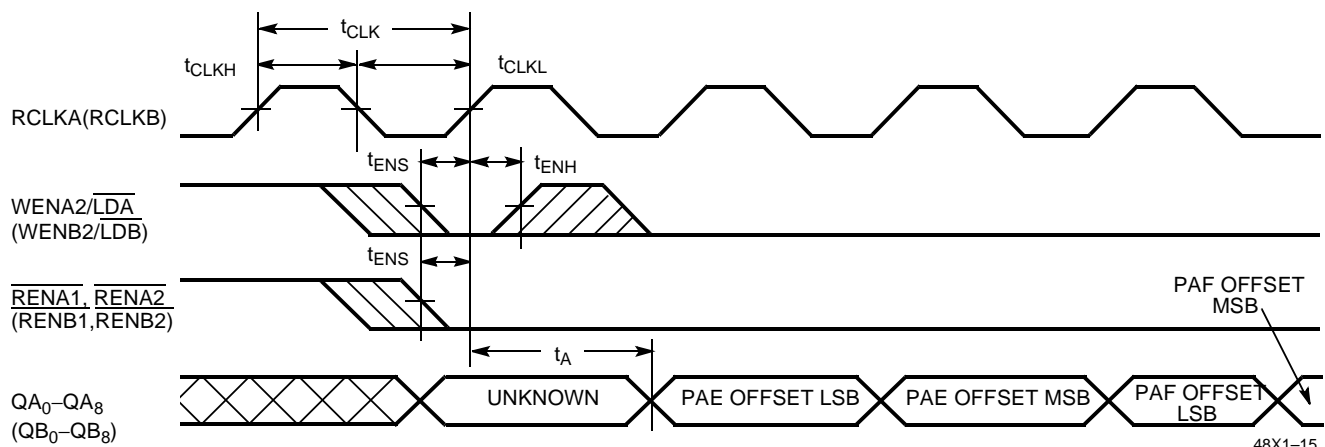 tCLK
tCLKH
tCLKL
RCLKA(RCLKB)
tENS
tENH
WENA2/LDA
(WENB2/LDB)
tENS
RENA1, RENA2
(RENB1,RENB2)
PAF OFFSET
MSB
tA
QA0–QA8
(QB0–QB8)
UNKNOWN
PAE OFFSET LSB
PAE OFFSET MSB
PAF OFFSET
LSB
48X1–15